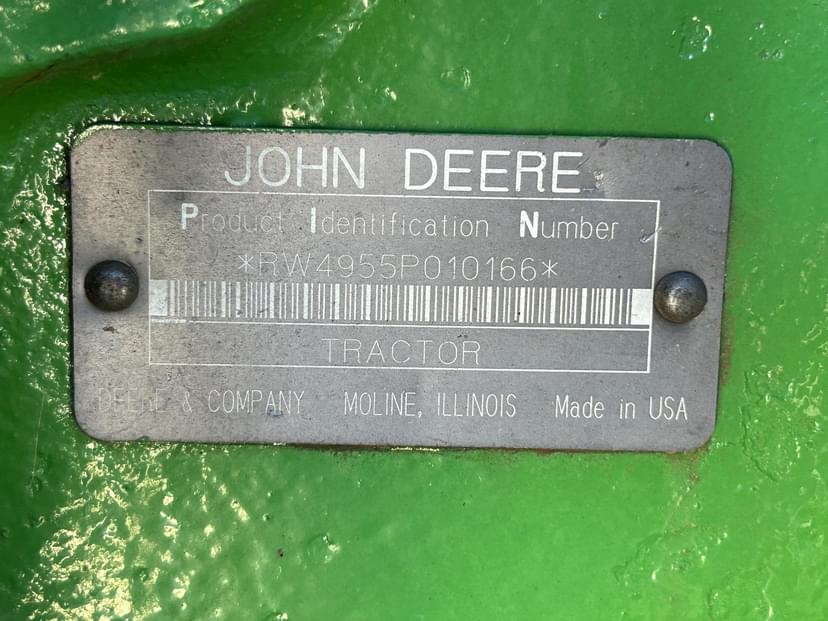 JOHN DEERE
Product Identification Number
*RW4955P010166*
TRACTOR
DEERE & COMPANY MOLINE, ILLINOIS Made in USA